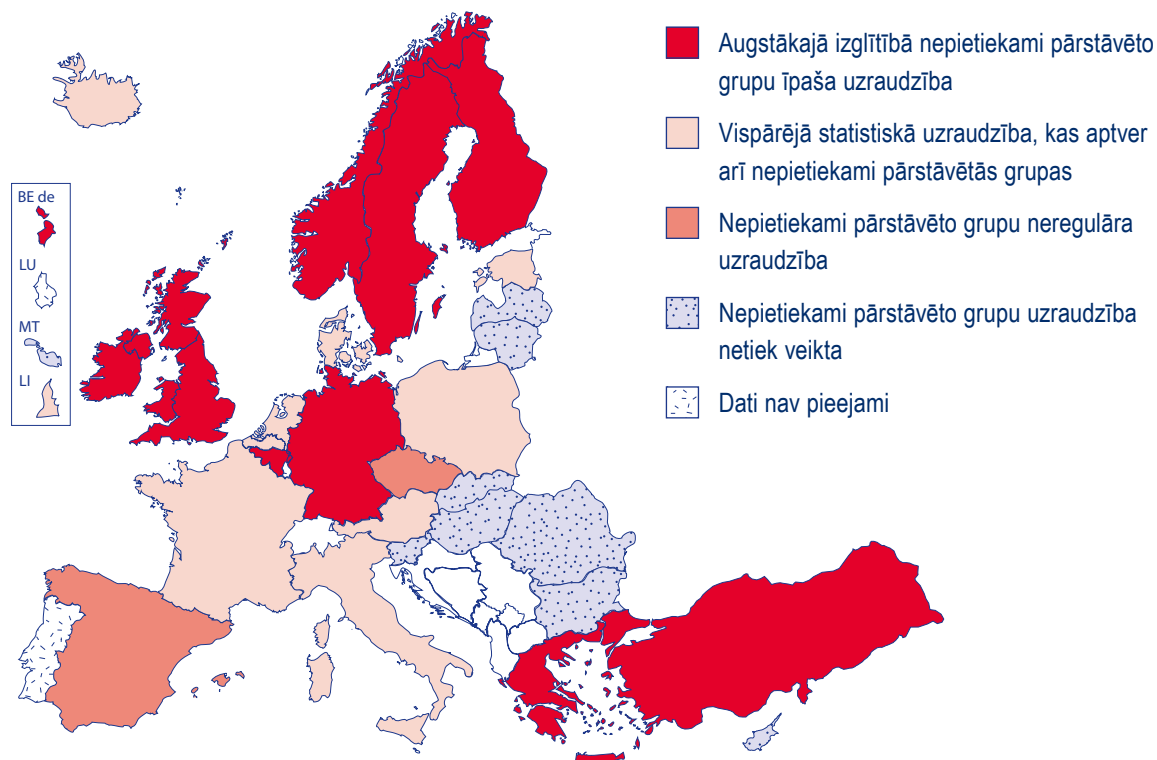 Augstākajā izglītībā nepietiekami pārstāvēto
grupu īpaša uzraudzība
Vispārējā statistiskā uzraudzība, kas aptver
arī nepietiekami pārstāvētās grupas
Nepietiekami pārstāvēto grupu neregulāra
uzraudzība
Nepietiekami pārstāvēto grupu uzraudzība
netiek veikta
Dati nav pieejami
BE de
LU
MT
LI